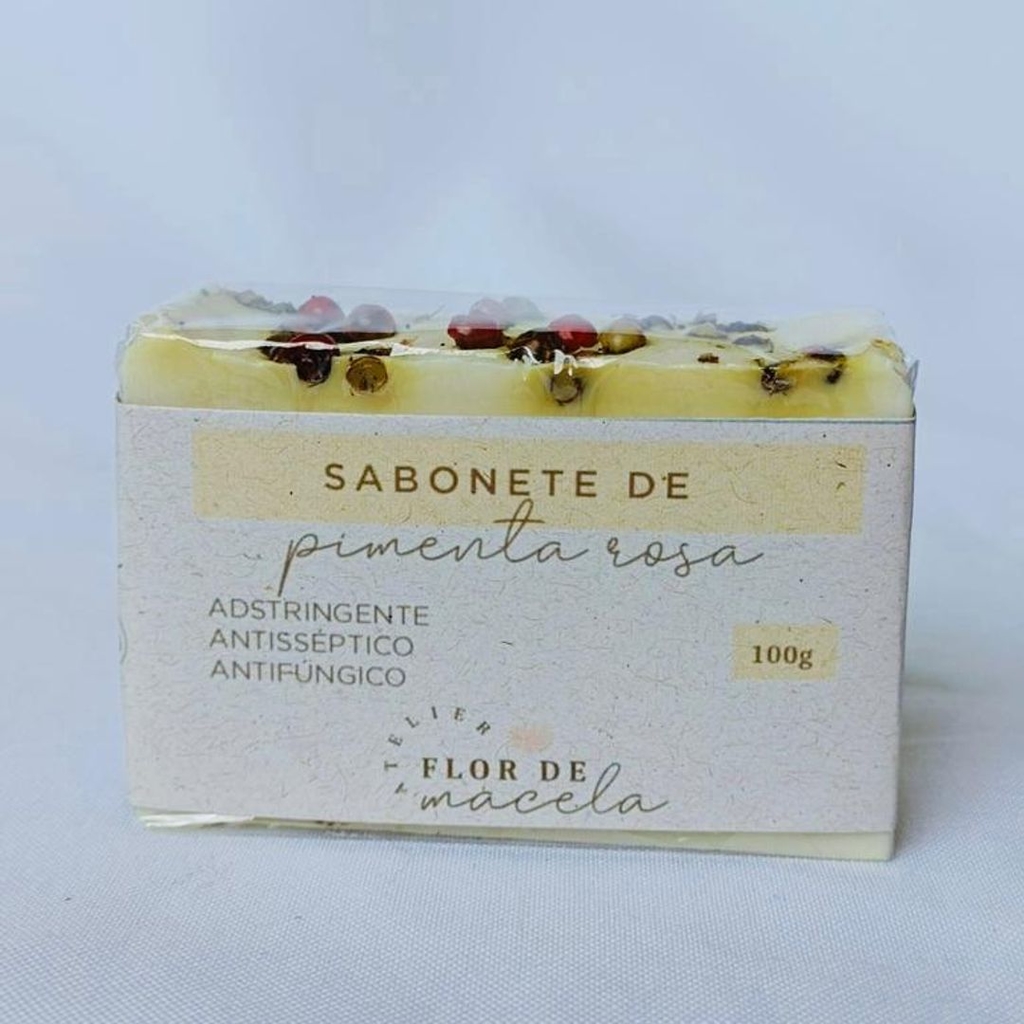 SABONETE DE
pimenta rosa
ADSTRINGENTE
ANTISSÉPTICO
ANTIFÚNGICO
100g
ATELIER
FLOR DE
macela